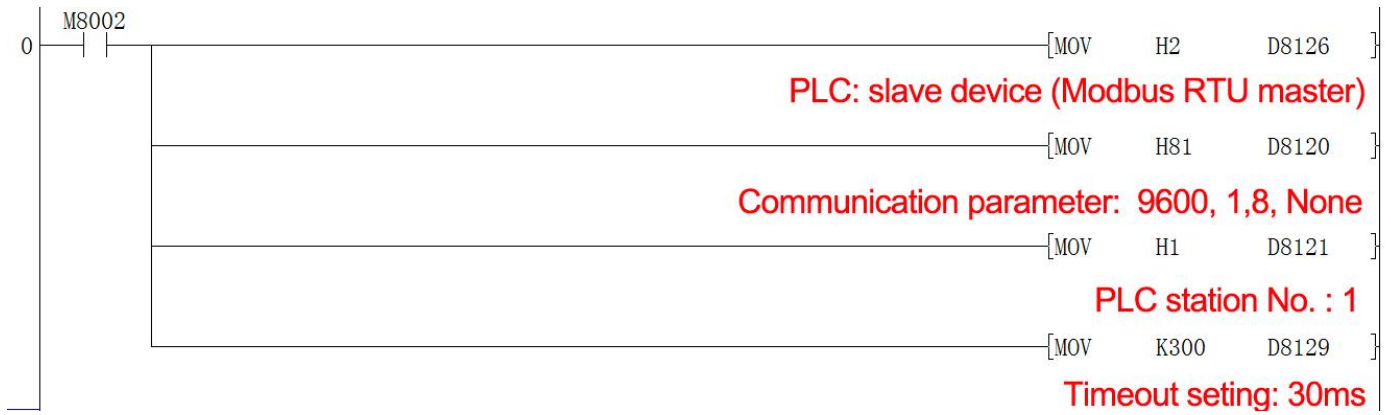 M8002
0 [MOV H2 D8126 ]
PLC: slave device (Modbus RTU master)
[MOV H81 D8120 ]
Communication parameter: 9600, 1,8, None
[MOV H1 D8121 ]
PLC station No. : 1
[MOV K300 D8129 ]
Timeout seting: 30ms